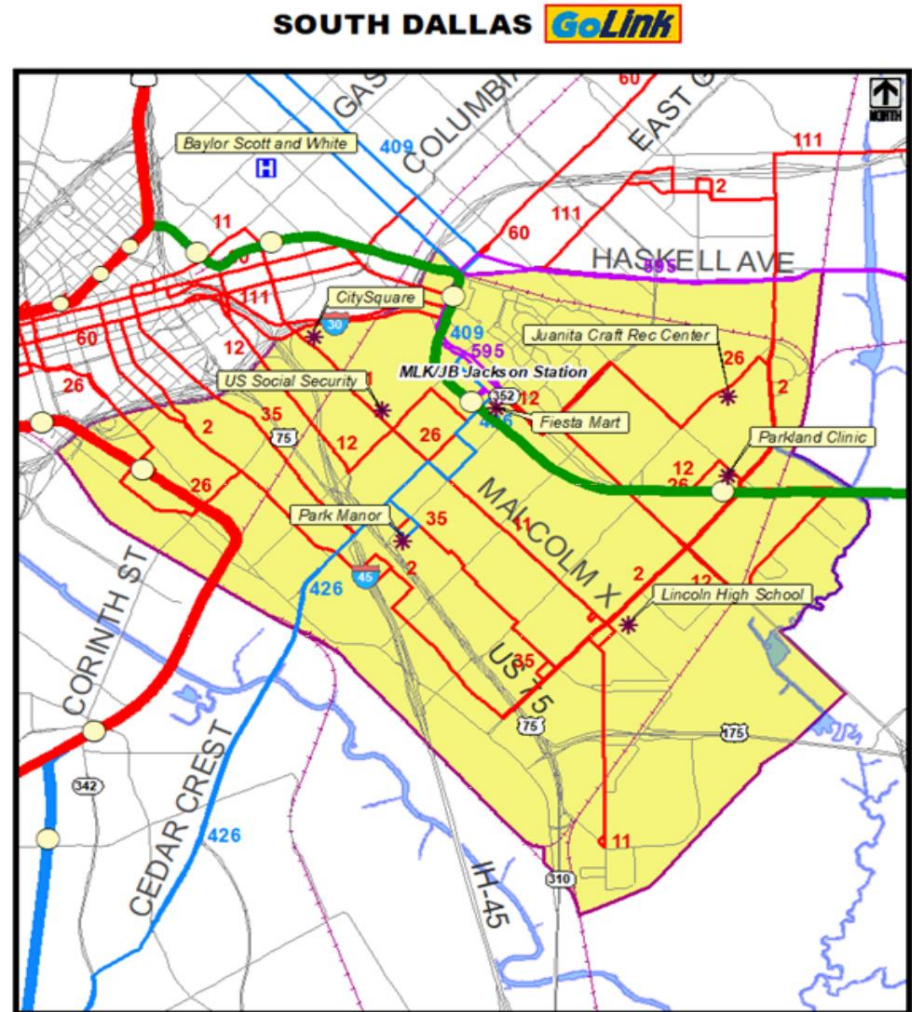 SOUTH DALLAS GoLink
NORTH
GAS
COLUMBIA
60
EAST G
111
409
Baylor Scott and White
H
2
111
11
60
HASKELL AVE
595
111
CitySquare
30
409
60
12
595
Juanita Craft Rec Center
26
MLK/JB Jackson Station
US Social Security
26
2
352
12
35
2
Fiesta Mart
75
12
26
Parkland Clinic
12
26
26
MALCOLM X
Park Manor
35
11
2
45
426
2
12
Lincoln High School
CORINTH ST
US 75
35
75
175
342
CEDAR CREST
426
11
IH-45
310